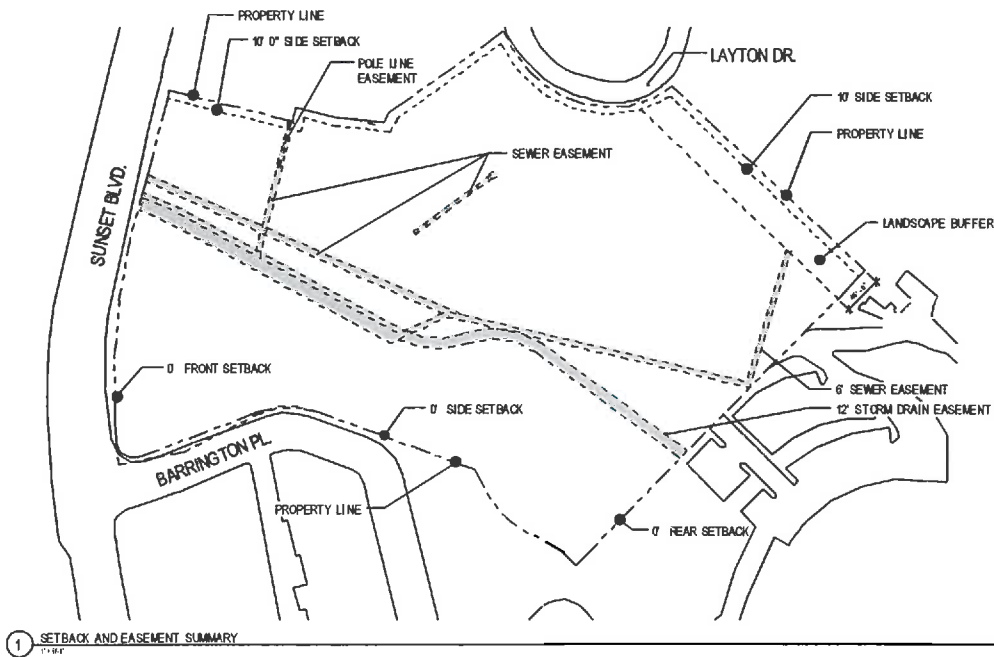 PROPERTY LINE
10' 0" SIDE SETBACK
POLE LINE
EASEMENT
LAYTON DR.
10' SIDE SETBACK
PROPERTY LINE
SEWER EASEMENT
SUNSET BLVD.
LANDSCAPE BUFFER
0' FRONT SETBACK
6' SEWER EASEMENT
0' SIDE SETBACK
12' STORM DRAIN EASEMENT
BARRINGTON PL.
PROPERTY LINE
0' REAR SETBACK
1 SETBACK AND EASEMENT SUMMARY